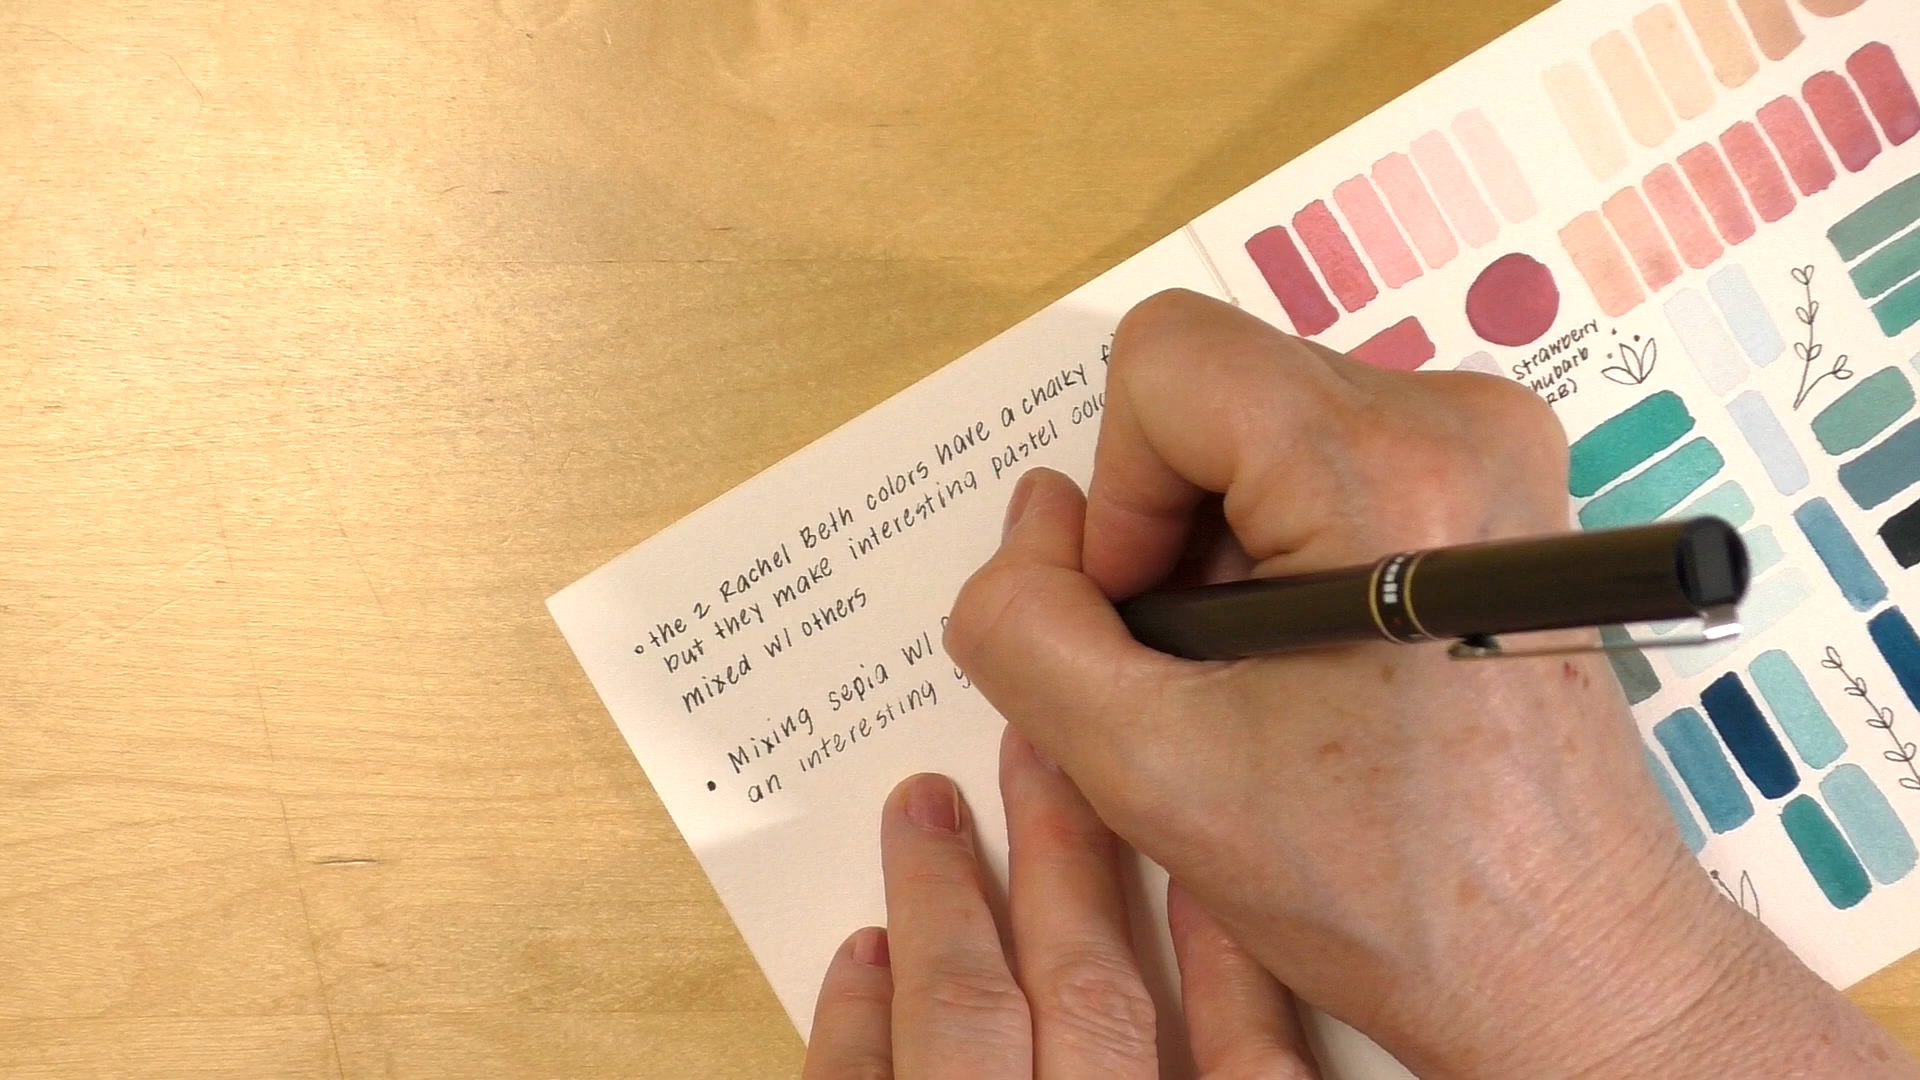 the 2 Rachel Beth colors have a chalky
but they make interesting pastel
mixed w/ others
Mixing sepia w/
an interesting
strawberry
rhubarb